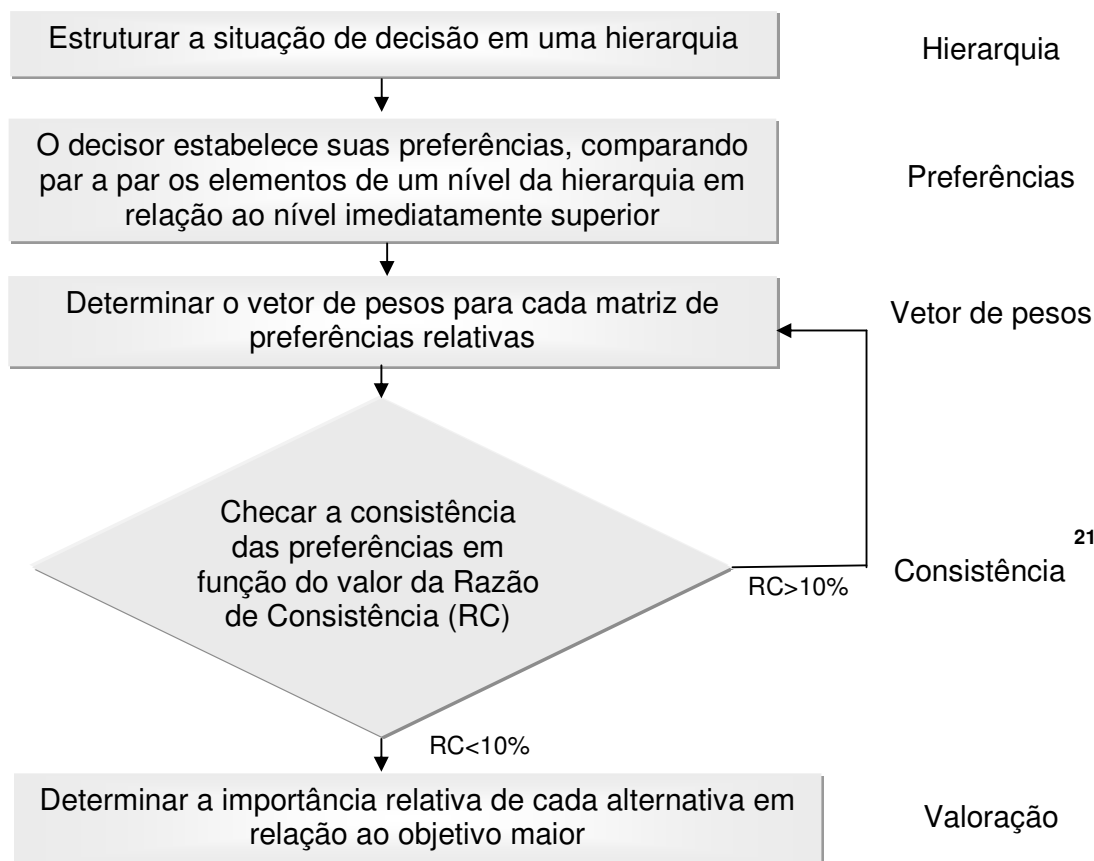 Estruturar a situação de decisão em uma hierarquia
Hierarquia
O decisor estabelece suas preferências, comparando
par a par os elementos de um nível da hierarquia em
relação ao nível imediatamente superior
Preferências
Determinar o vetor de pesos para cada matriz de
preferências relativas
Vetor de pesos
Checar a consistência
das preferências em
função do valor da Razão
de Consistência (RC)
RC>10%
Consistência 21
RC<10%
Determinar a importância relativa de cada alternativa em
relação ao objetivo maior
Valoração